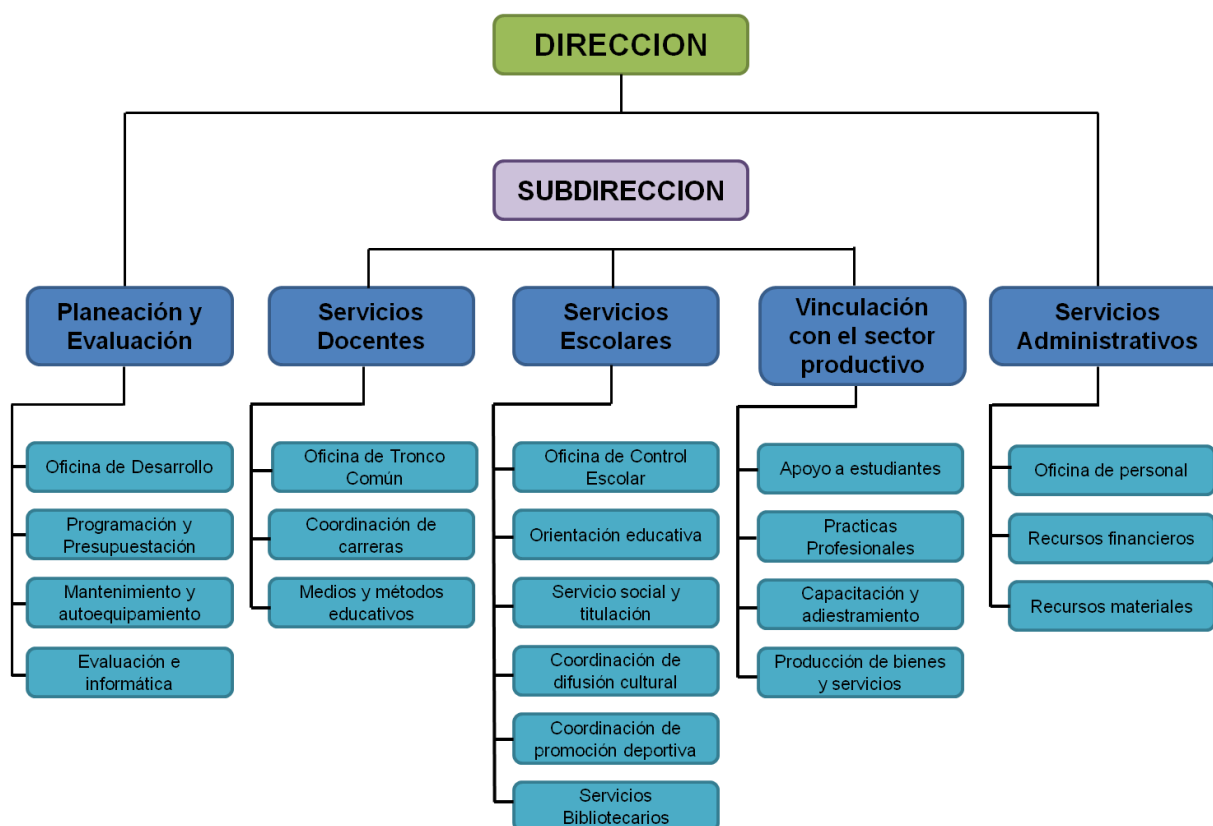 DIRECCION
SUBDIRECCION
Planeación y
Evaluación
Servicios
Docentes
Servicios
Escolares
Vinculación
con el sector
productivo
Servicios
Administrativos
Oficina de Desarrollo
Programación y
Presupuestación
Mantenimiento y
autoequipamiento
Evaluación e
informática
Oficina de Tronco
Común
Coordinación de
carreras
Medios y métodos
educativos
Oficina de Control
Escolar
Orientación educativa
Servicio social y
titulación
Coordinación de
difusión cultural
Coordinación de
promoción deportiva
Servicios
Bibliotecarios
Apoyo a estudiantes
Practicas
Profesionales
Capacitación y
adiestramiento
Producción de bienes
y servicios
Oficina de personal
Recursos financieros
Recursos materiales